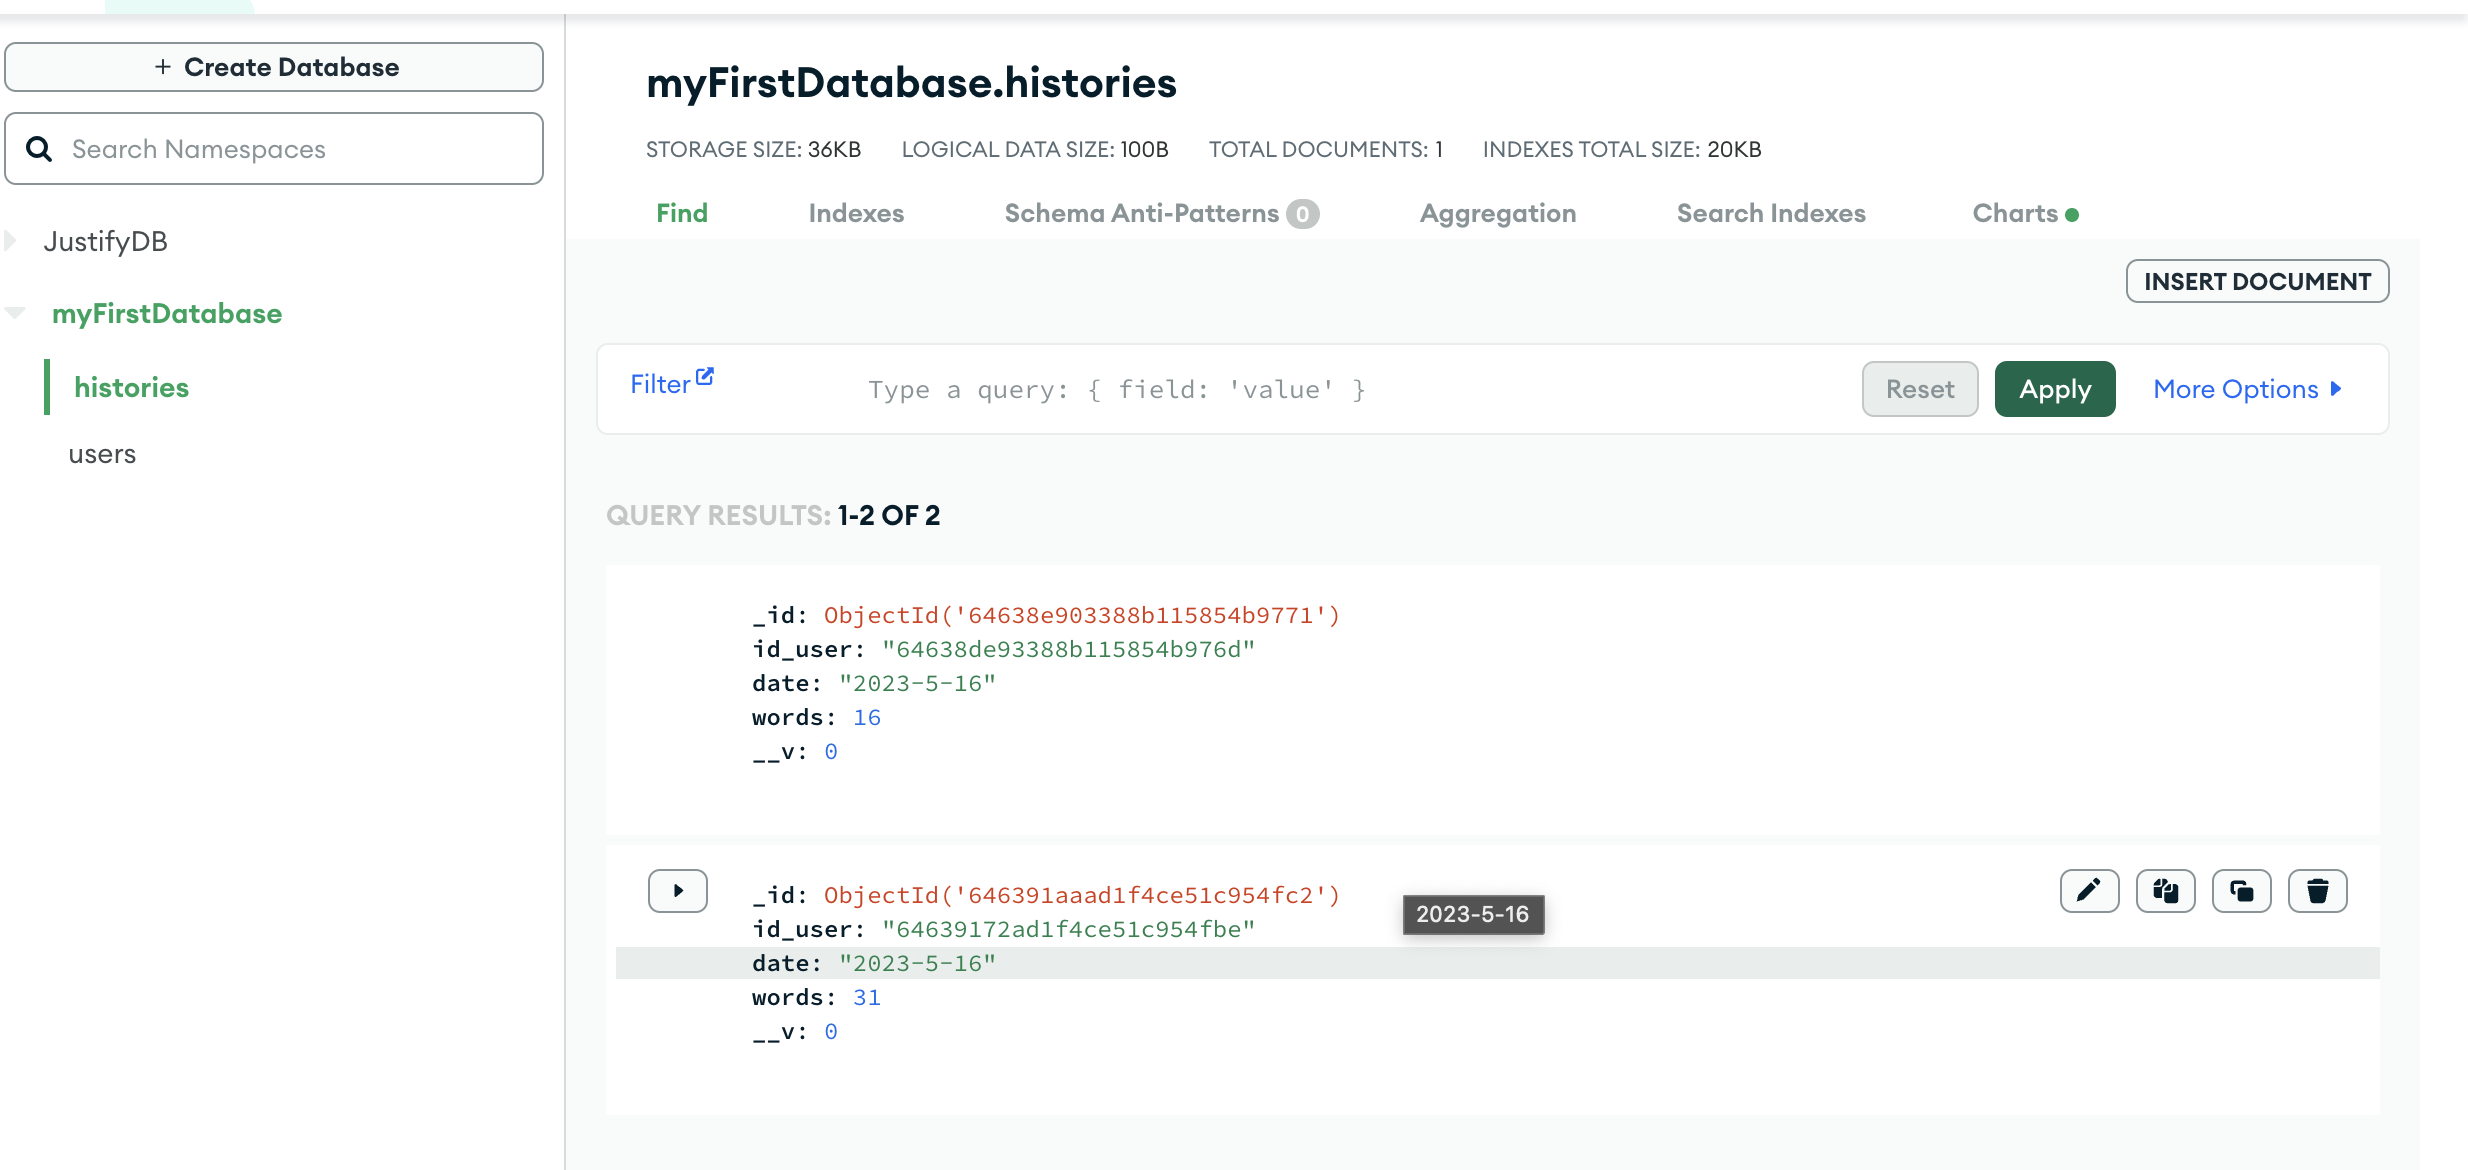 + Create Database
Search Namespaces
JustifyDB
myFirstDatabase
histories
users
myFirstDatabase.histories
STORAGE SIZE: 36KB LOGICAL DATA SIZE: 100B TOTAL DOCUMENTS: 1 INDEXES TOTAL SIZE: 20KB
Find Indexes Schema Anti-Patterns 0 Aggregation Search Indexes Charts
INSERT DOCUMENT
Filter Type a query: { field: 'value' } Reset Apply More Options
QUERY RESULTS: 1-2 OF 2
_id: ObjectId('64638e903388b115854b9771')
id_user: "64638de93388b115854b976d"
date: "2023-5-16"
words: 16
__v: 0
_id: ObjectId('646391aaad1f4ce51c954fc2')
id_user: "64639172ad1f4ce51c954fbe"
2023-5-16
date: "2023-5-16"
words: 31
__v: 0